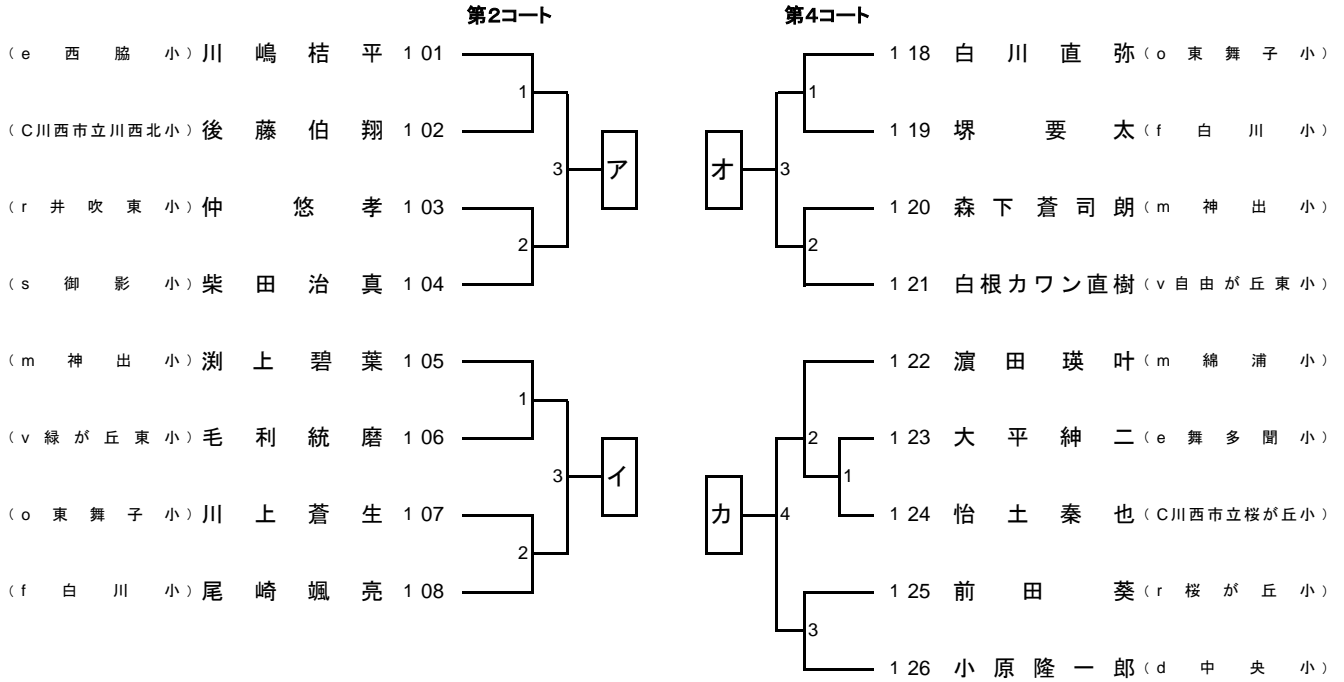 第2コート
(e 西脇小) 川嶋桔平 1 01
(C川西市立川西北小) 後藤伯翔 1 02
1
3
ア
(r 井吹東小) 仲悠孝 1 03
2
(s 御影小) 柴田治真 1 04
(m 神出小) 渕上碧葉 1 05
1
(v 緑が丘東小) 毛利統磨 1 06
3
イ
(o 東舞子小) 川上蒼生 1 07
2
(f 白川小) 尾崎颯亮 1 08
第4コート
1 18 白川直弥 (o 東舞子小)
1
1 19 堺要太 (f 白川小)
オ
3
1 20 森下蒼司朗 (m 神出小)
2
1 21 白根カワン直樹 (v 自由が丘東小)
1 22 濵田瑛叶 (m 綿浦小)
1 23 大平紳二 (e 舞多聞小)
2
1
カ
4
1 24 怡土秦也 (C川西市立桜が丘小)
1 25 前田葵 (r 桜が丘小)
3
1 26 小原隆一郎 (d 中央小)